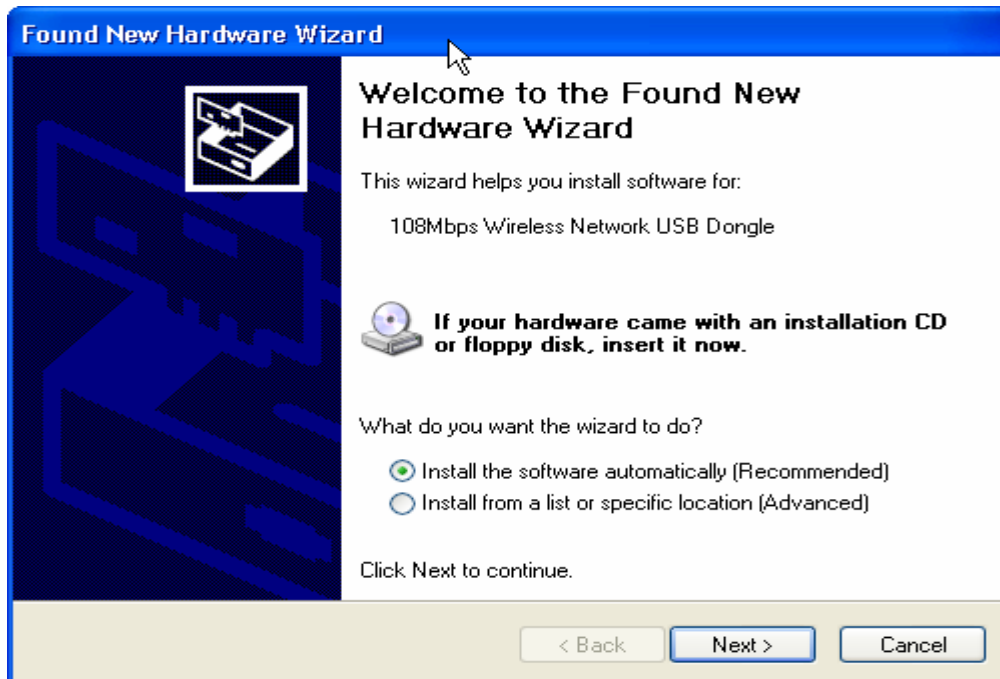 Found New Hardware Wizard
Welcome to the Found New
Hardware Wizard
This wizard helps you install software for:
108Mbps Wireless Network USB Dongle
If your hardware came with an installation CD
or floppy disk, insert it now.
What do you want the wizard to do?
Install the software automatically (Recommended)
Install from a list or specific location (Advanced)
Click Next to continue.
< Back
Next >
Cancel